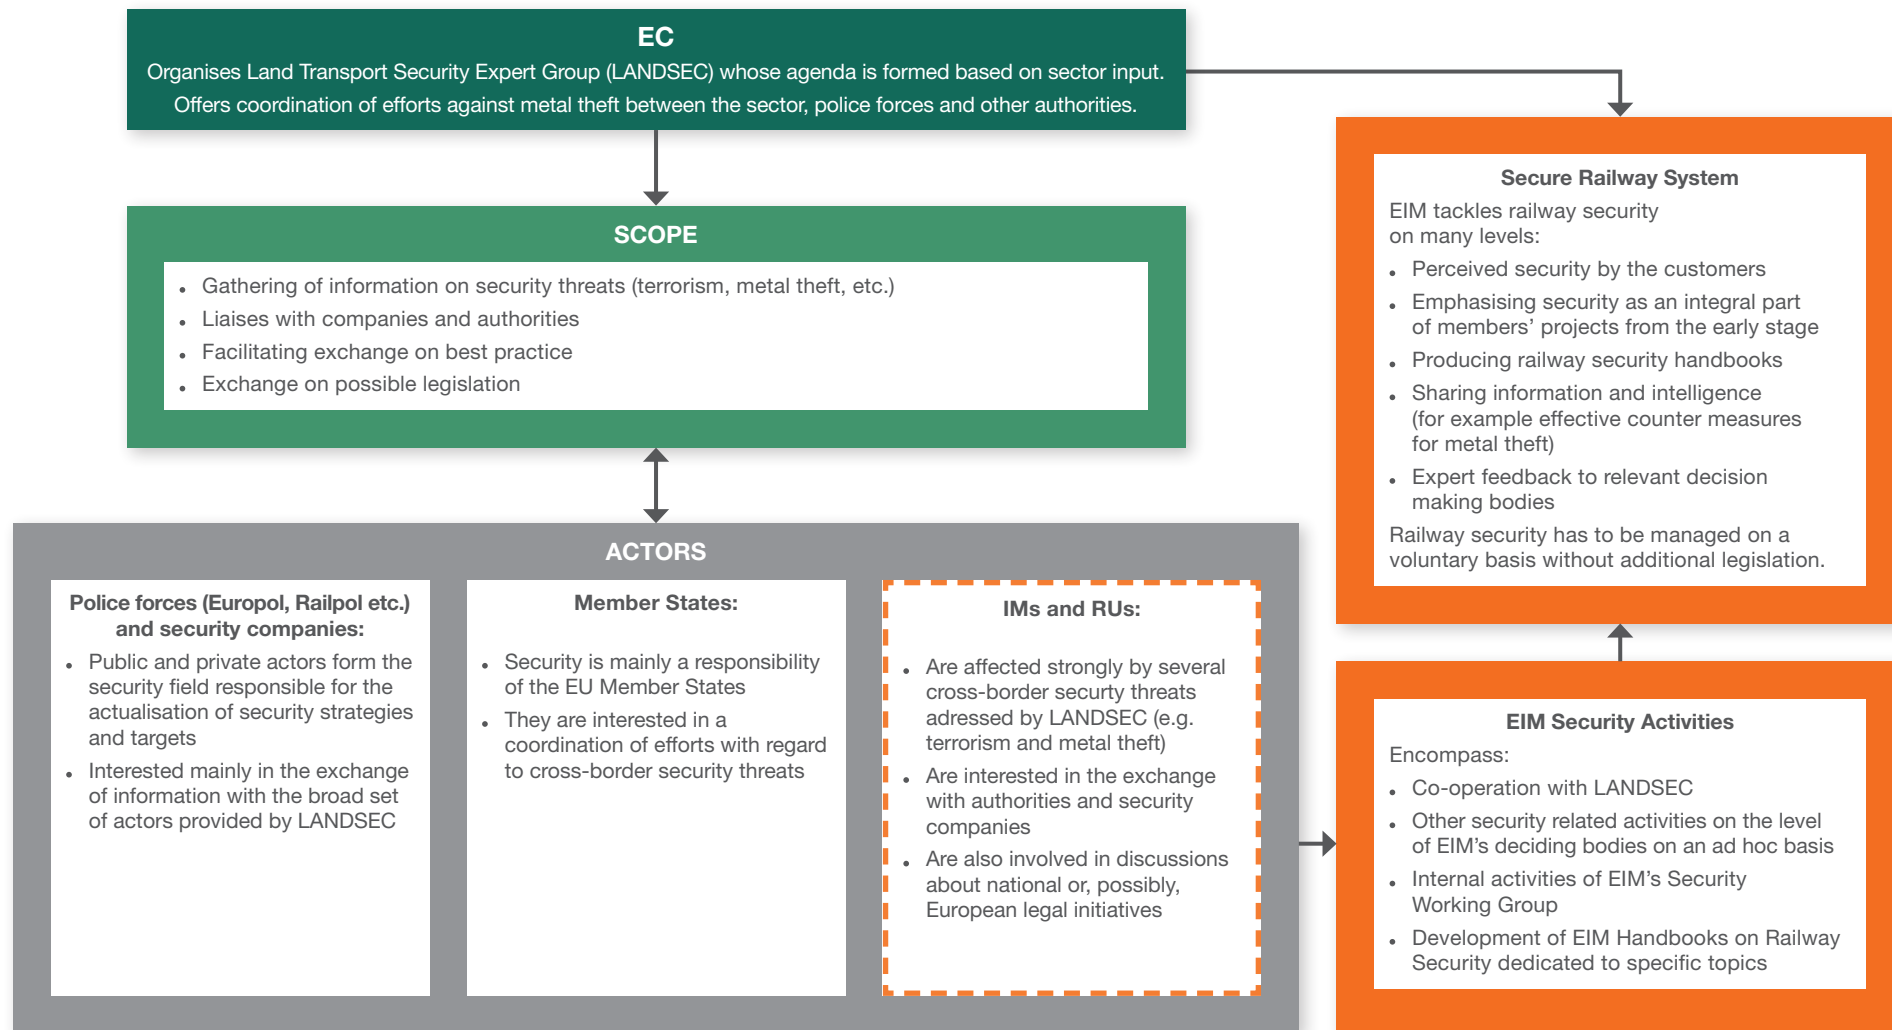 EC
Organises Land Transport Security Expert Group (LANDSEC) whose agenda is formed based on sector input.
Offers coordination of efforts against metal theft between the sector, police forces and other authorities.
SCOPE
• Gathering of information on security threats (terrorism, metal theft, etc.)
• Liaises with companies and authorities
• Facilitating exchange on best practice
• Exchange on possible legislation
ACTORS
Police forces (Europol, Railpol etc.)
and security companies:
• Public and private actors form the
security field responsible for the
actualisation of security strategies
and targets
• Interested mainly in the exchange
of information with the broad set
of actors provided by LANDSEC
Member States:
• Security is mainly a responsibility
of the EU Member States
• They are interested in a
coordination of efforts with regard
to cross-border security threats
IMs and RUs:
• Are affected strongly by several
cross-border securty threats
adressed by LANDSEC (e.g.
terrorism and metal theft)
• Are interested in the exchange
with authorities and security
companies
• Are also involved in discussions
about national or, possibly,
European legal initiatives
Secure Railway System
EIM tackles railway security
on many levels:
• Perceived security by the customers
• Emphasising security as an integral part
of members’ projects from the early stage
• Producing railway security handbooks
• Sharing information and intelligence
(for example effective counter measures
for metal theft)
• Expert feedback to relevant decision
making bodies
Railway security has to be managed on a
voluntary basis without additional legislation.
EIM Security Activities
Encompass:
• Co-operation with LANDSEC
• Other security related activities on the level
of EIM’s deciding bodies on an ad hoc basis
• Internal activities of EIM’s Security
Working Group
• Development of EIM Handbooks on Railway
Security dedicated to specific topics